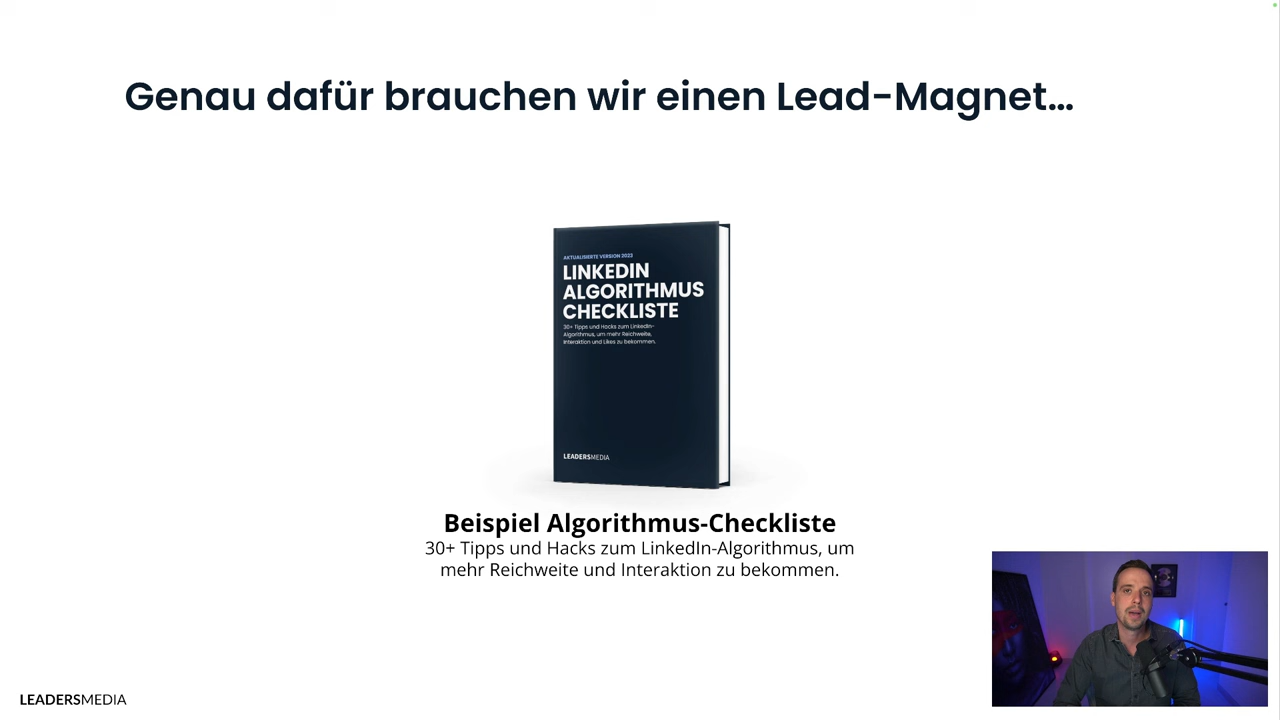 Genau dafür brauchen wir einen Lead-Magnet...
AKTUALISIERTE VERSION 2023
LINKEDIN
ALGORITHMUS
CHECKLISTE
30+ Tipps und Hacks zum LinkedIn-
Algorithmus, um mehr Reichweite,
Interaktion und Likes zu bekommen.
LEADERSMEDIA
Beispiel Algorithmus-Checkliste
30+ Tipps und Hacks zum LinkedIn-Algorithmus, um
mehr Reichweite und Interaktion zu bekommen.
LEADERSMEDIA